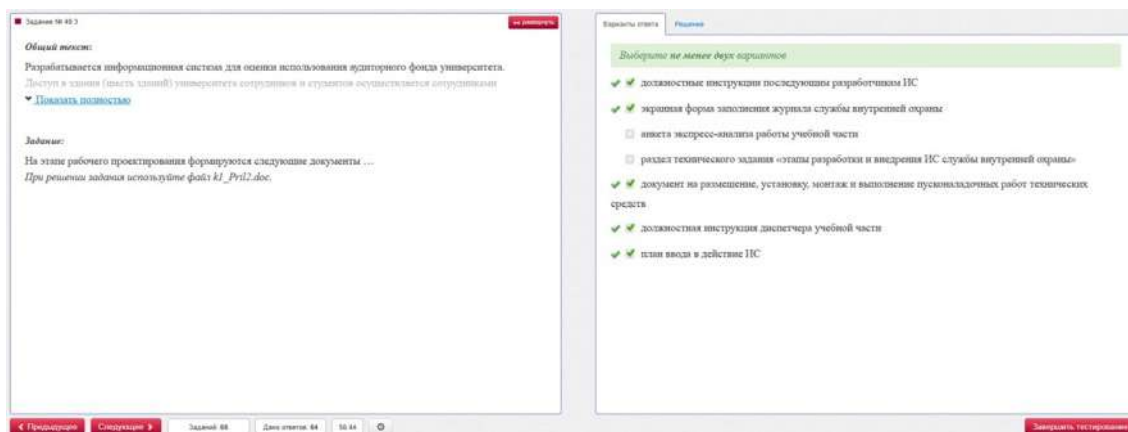 Задание № 40 3
развернуть
Общий текст:
Разрабатывается информационная система для оценки использования аудиторного фонда университета.
Доступ в здания (шесть зданий) университета сотрудников и студентов осуществляется сотрудниками
Показать полностью
Задание:
На этапе рабочего проектирования формируются следующие документы …
При решении задания используйте файл k1_Pril2.doc.
Варианты ответа
Решение
Выберите не менее двух вариантов
должностные инструкции последующим разработчикам ИС
экранная форма заполнения журнала службы внутренней охраны
анкета экспресс-анализа работы учебной части
раздел технического задания «этапы разработки и внедрения ИС службы внутренней охраны»
документ на размещение, установку, монтаж и выполнение пусконаладочных работ технических
средств
должностная инструкция диспетчера учебной части
план ввода в действие ИС
Предыдущее
Следующее
Заданий
Дано ответов
Завершить тестирование